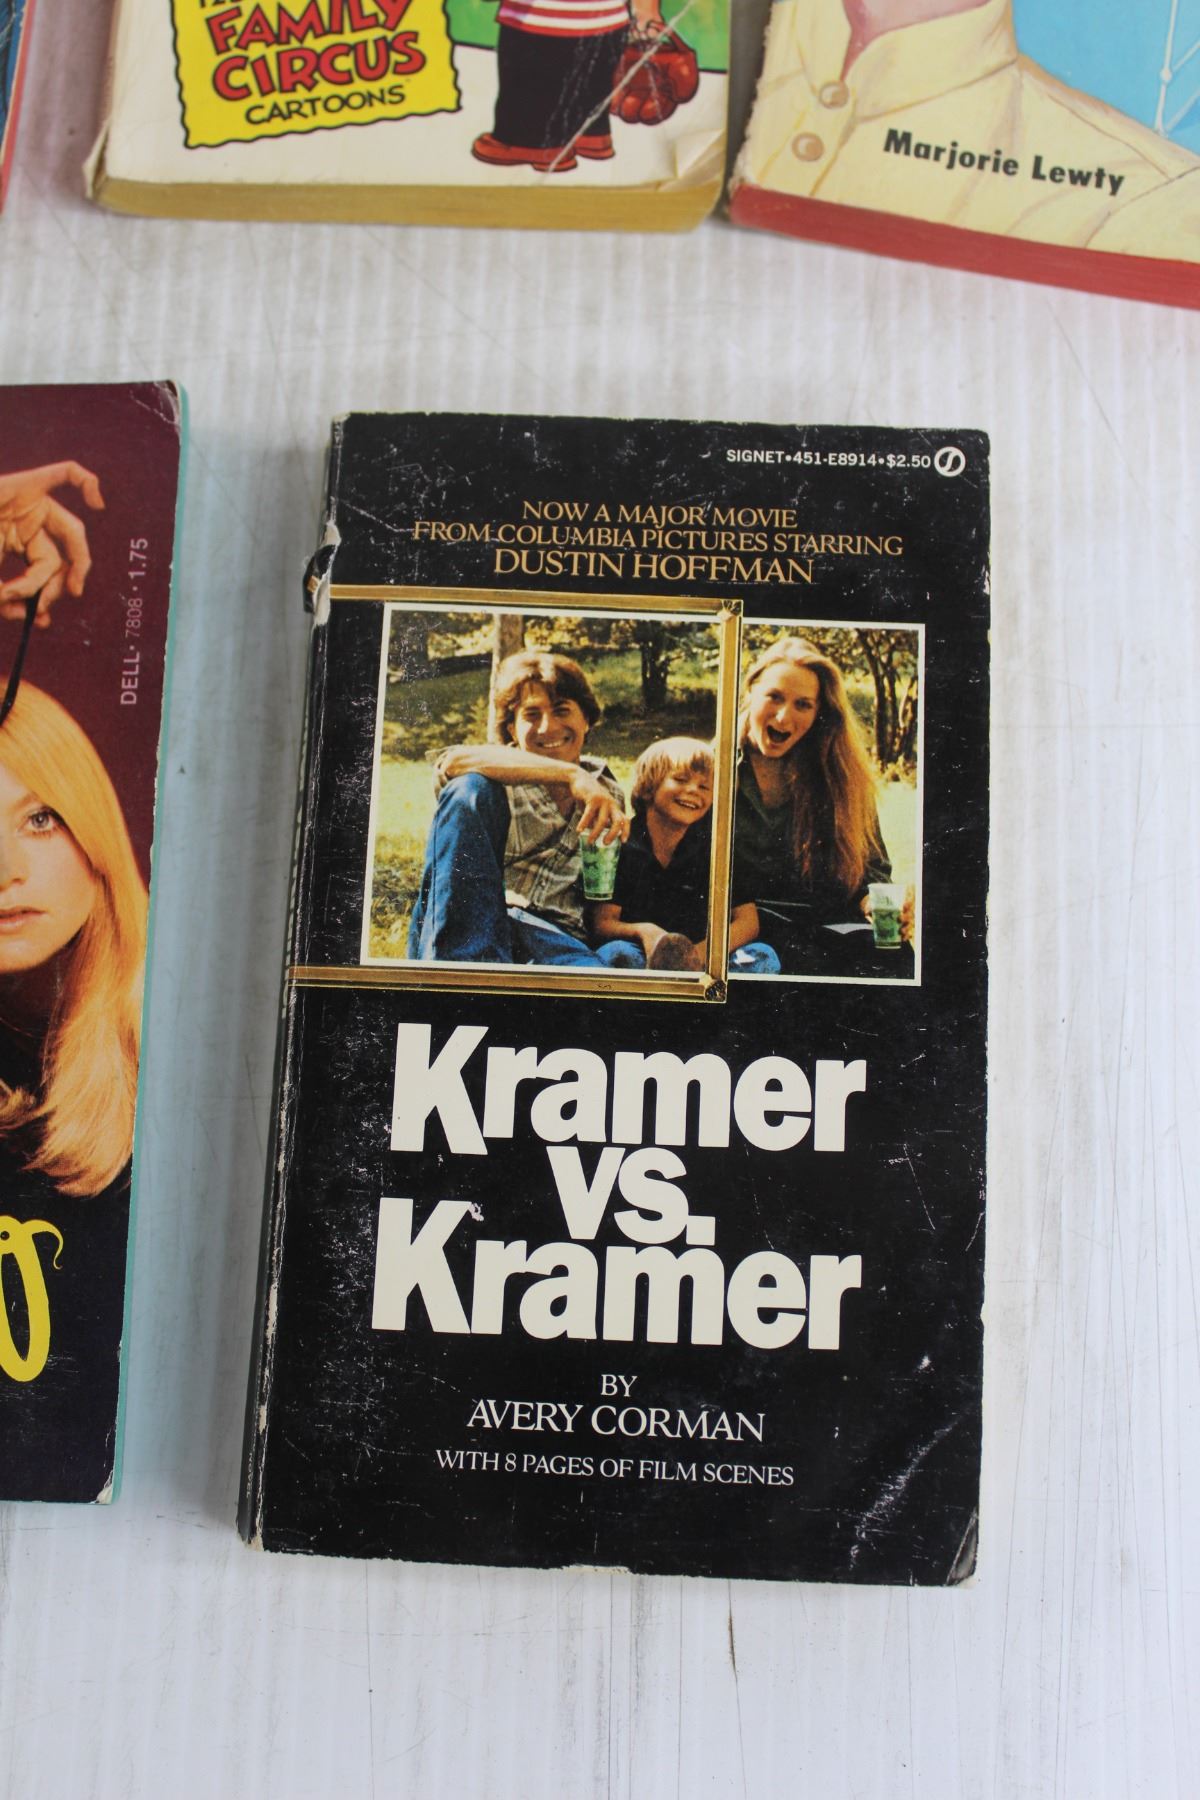 FAMILY
CIRCUS
CARTOONS
Marjorie Lewty
DELL • 7808 • 1.75
SIGNET•451-E8914•$2.50
NOW A MAJOR MOVIE
FROM COLUMBIA PICTURES STARRING
DUSTIN HOFFMAN
Kramer
vs.
Kramer
BY
AVERY CORMAN
WITH 8 PAGES OF FILM SCENES